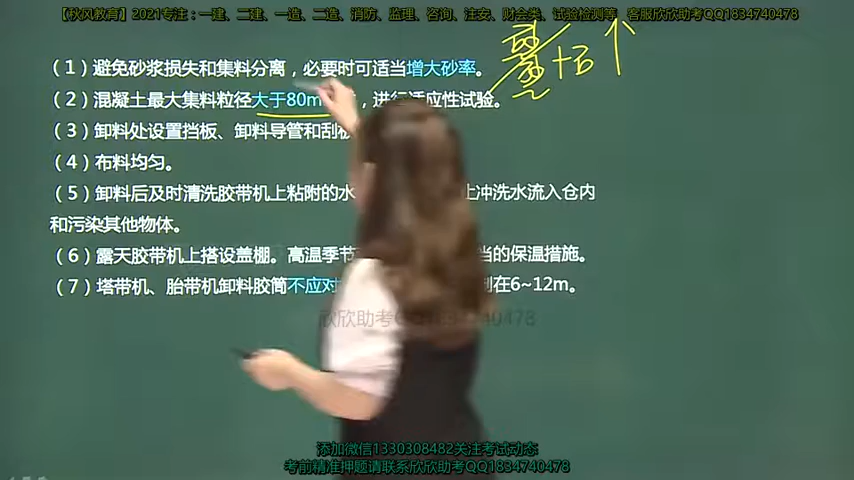 【秋风教育】2021专注：一建、二建、一造、二造、消防、监理、咨询、注安、财会类、试验检测等 客服欣欣助考QQ1834740478
（1）避免砂浆损失和集料分离，必要时可适当增大砂率。
（2）混凝土最大集料粒径大于80m，进行适应性试验。
（3）卸料处设置挡板、卸料导管和刮
（4）布料均匀。
（5）卸料后及时清洗胶带机上粘附的水 上冲洗水流入仓内
和污染其他物体。
（6）露天胶带机上搭设盖棚。高温季节 当的保温措施。
（7）塔带机、胎带机卸料胶筒不应对 在6~12m。
欣欣助考Q 740478
添加微信1330308482关注考试动态
考前精准押题请联系欣欣助考QQ1834740478